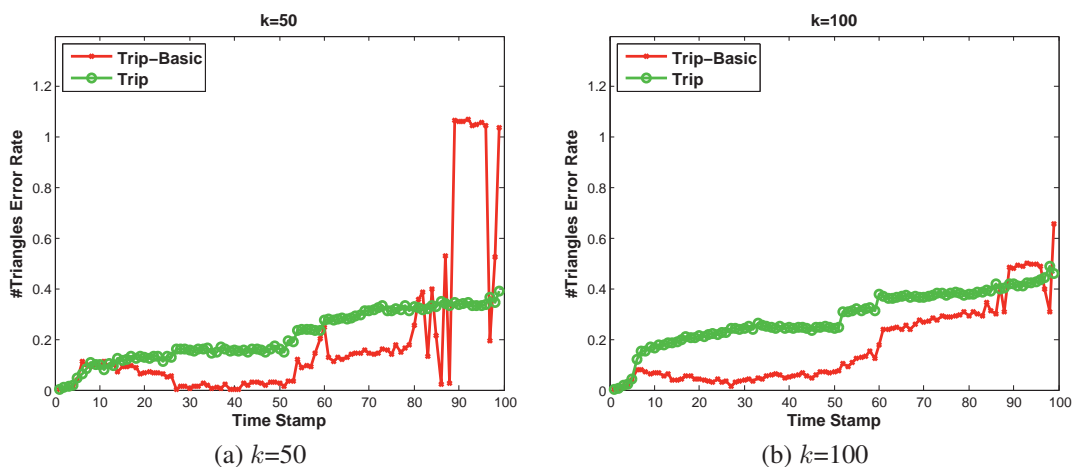 k=50
Trip-Basic
Trip
#Triangles Error Rate
1.2
1
0.8
0.6
0.4
0.2
0
0 10 20 30 40 50 60 70 80 90 100
Time Stamp
(a) k=50
k=100
Trip-Basic
Trip
#Triangles Error Rate
1.2
1
0.8
0.6
0.4
0.2
0
0 10 20 30 40 50 60 70 80 90 100
Time Stamp
(b) k=100